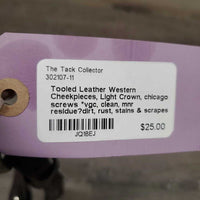 The Tack Collector
302107-11
Tooled Leather Western
Cheekpieces, Light Crown, chicago
screws *vgc, clean, mnr
residue?dirt, rust, stains & scrapes
$25.00
JQ18EJ